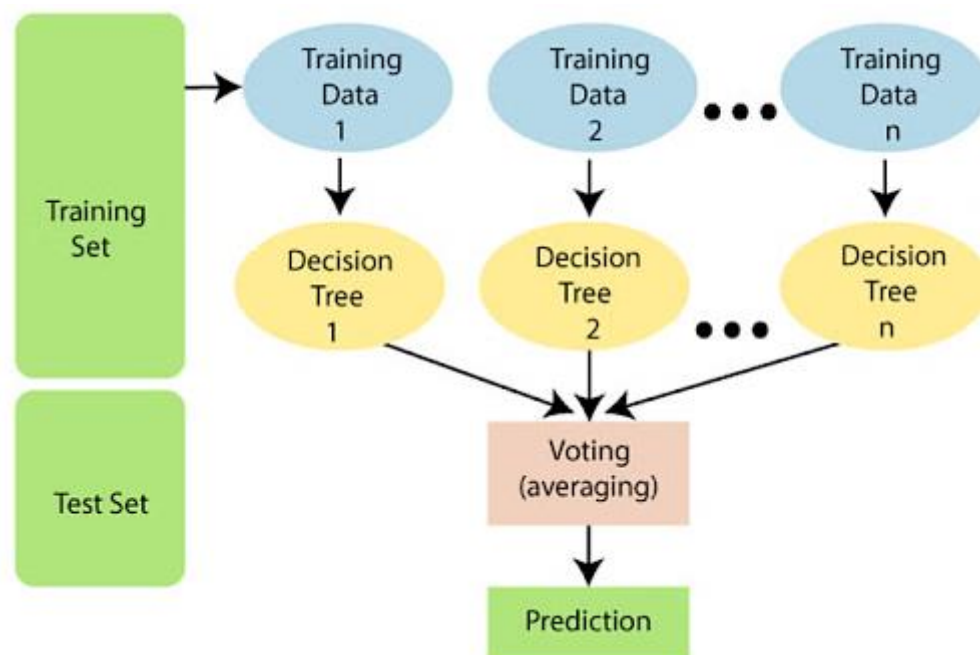 Training
Data
1
Training
Data
2
Training
Data
n
Training
Set
Decision
Tree
1
Decision
Tree
2
Decision
Tree
n
Voting
(averaging)
Test Set
Prediction